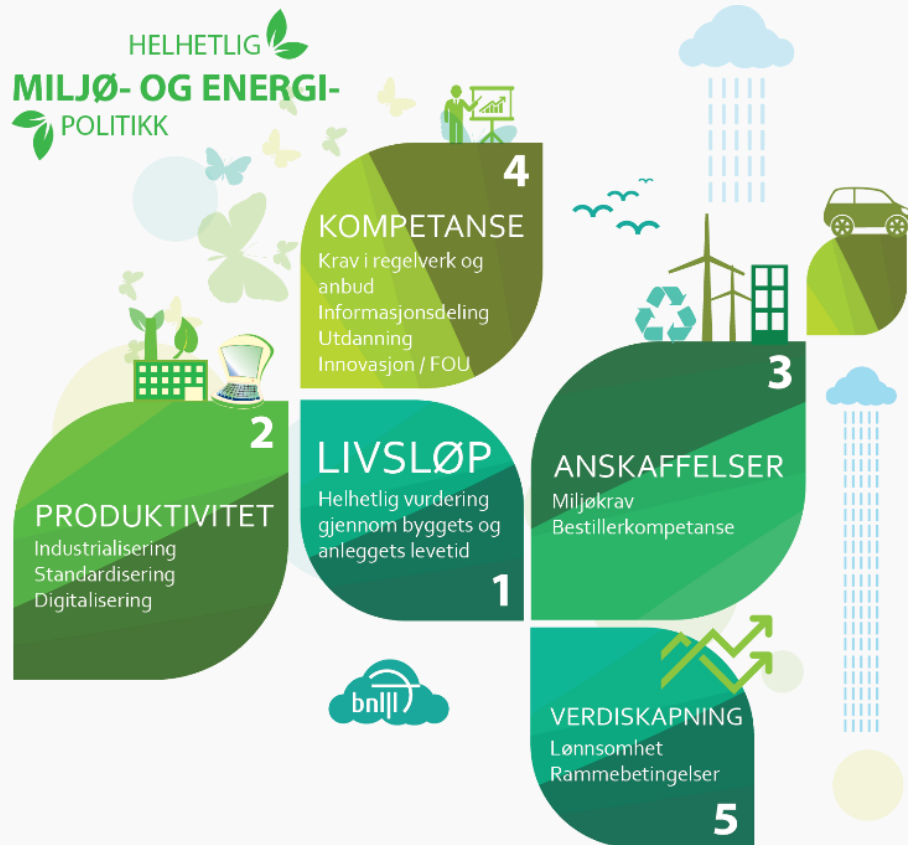 HELHETLIG
MILJØ- OG ENERGI-
POLITIKK
4
KOMPETANSE
Krav i regelverk og
anbud
Informasjonsdeling
Utdanning
Innovasjon / FOU
2
PRODUKTIVITET
Industrialisering
Standardisering
Digitalisering
LIVSLØP
Helhetlig vurdering
gjennom byggets og
anleggets levetid
1
3
ANSKAFFELSER
Miljøkrav
Bestillerkompetanse
bnl
VERDISKAPNING
Lønnsomhet
Rammebetingelser
5